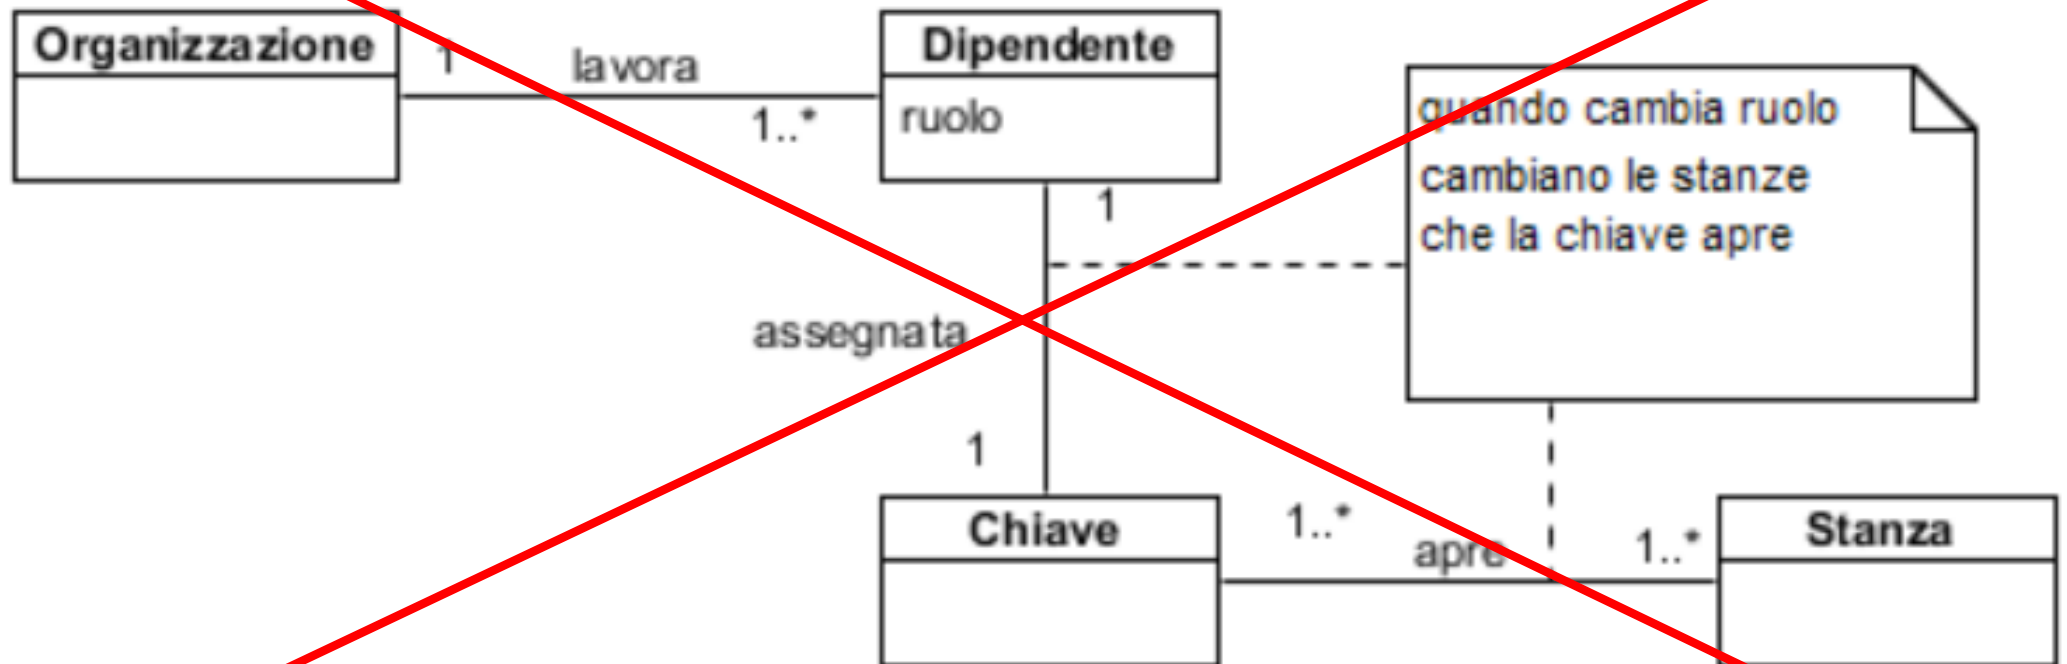 Organizzazione
1
lavora
1..*
Dipendente
ruolo
quando cambia ruolo
cambiano le stanze
che la chiave apre
1
assegnata
1
Chiave
1..*
apre
1..*
Stanza